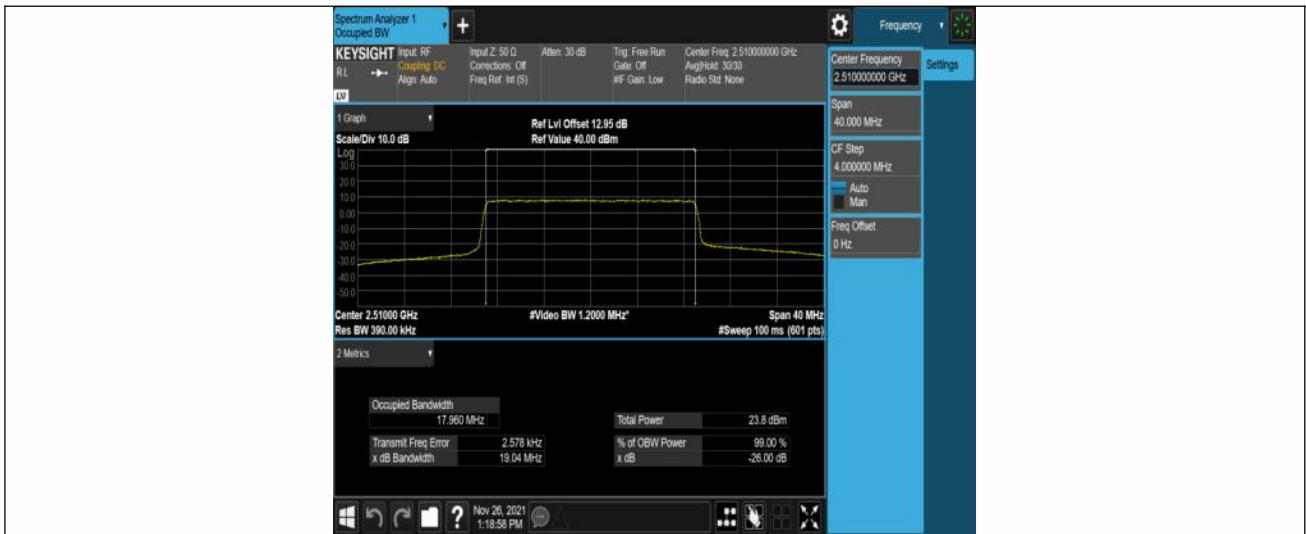 Spectrum Analyzer 1
Occupied BW
+
Frequency
KEYSIGHT
R L
LXI
Input: RF
Coupling: DC
Align: Auto
Input Z: 50 Ω
Corrections: Off
Freq Ref: Int (S)
Atten: 30 dB
Trig: Free Run
Gate: Off
#IF Gain: Low
Center Freq: 2.510000000 GHz
Avg|Hold: 30/30
Radio Std: None
Center Frequency
2.510000000 GHz
Settings
Span
40.000 MHz
CF Step
4.000000 MHz
Auto
Man
Freq Offset
0 Hz
1 Graph
Scale/Div 10.0 dB
Ref Lvl Offset 12.95 dB
Ref Value 40.00 dBm
Log
30.0
20.0
10.0
0.00
-10.0
-20.0
-30.0
-40.0
-50.0
Center 2.51000 GHz
Res BW 390.00 kHz
#Video BW 1.2000 MHz*
Span 40 MHz
#Sweep 100 ms (601 pts)
2 Metrics
Occupied Bandwidth
17.960 MHz
Total Power 23.8 dBm
Transmit Freq Error 2.578 kHz
% of OBW Power 99.00 %
x dB Bandwidth 19.04 MHz
x dB -26.00 dB
?
Nov 26, 2021
1:18:58 PM